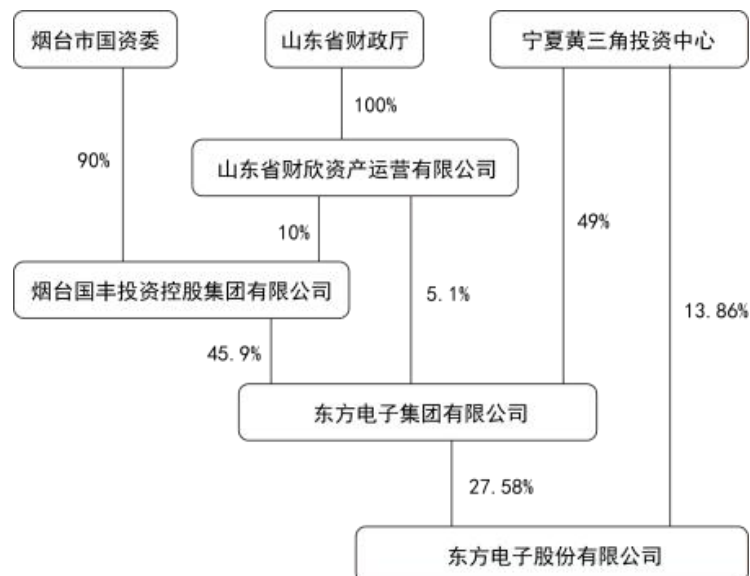 烟台市国资委
山东省财政厅
宁夏黄三角投资中心
100%
90%
山东省财欣资产运营有限公司
10%
49%
烟台国丰投资控股集团有限公司
5.1%
13.86%
45.9%
东方电子集团有限公司
27.58%
东方电子股份有限公司